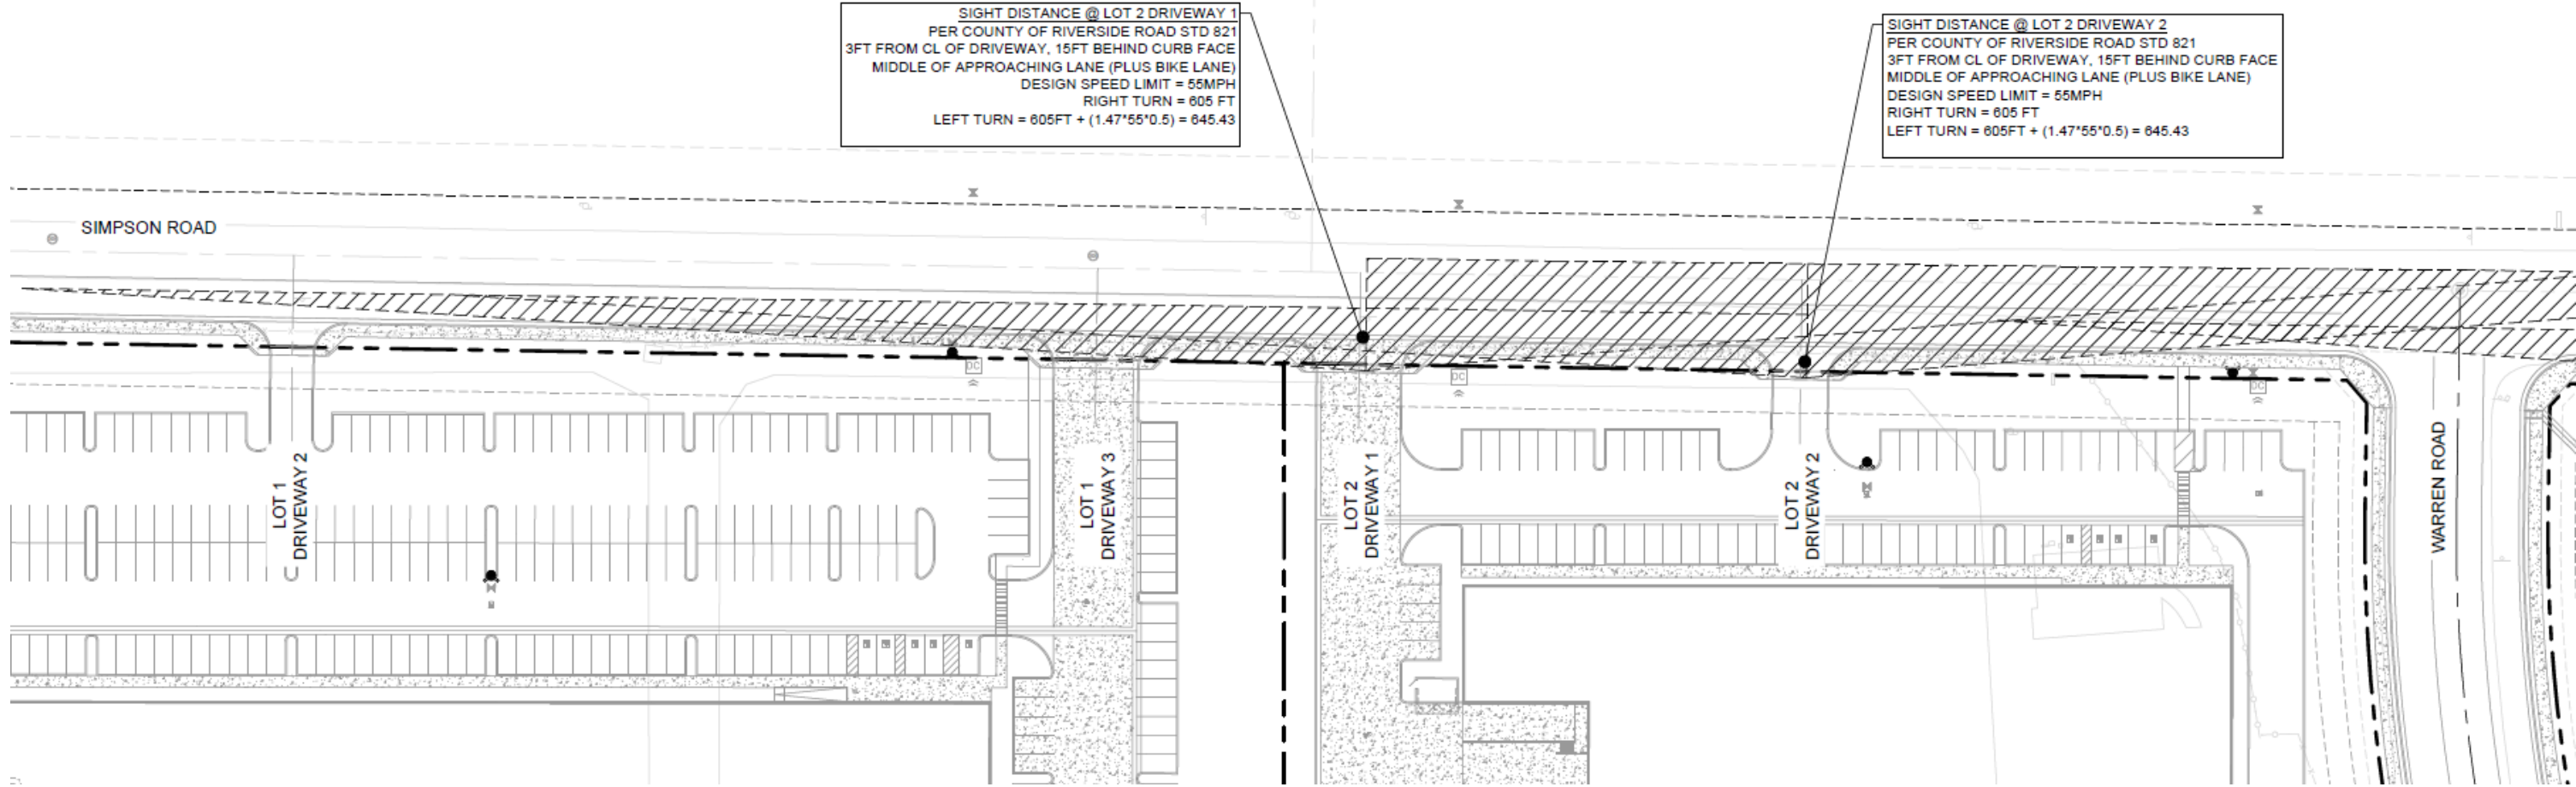 SIGHT DISTANCE @ LOT 2 DRIVEWAY 1
PER COUNTY OF RIVERSIDE ROAD STD 821
3FT FROM CL OF DRIVEWAY, 15FT BEHIND CURB FACE
MIDDLE OF APPROACHING LANE (PLUS BIKE LANE)
DESIGN SPEED LIMIT = 55MPH
RIGHT TURN = 605 FT
LEFT TURN = 605FT + (1.47*55*0.5) = 645.43
SIGHT DISTANCE @ LOT 2 DRIVEWAY 2
PER COUNTY OF RIVERSIDE ROAD STD 821
3FT FROM CL OF DRIVEWAY, 15FT BEHIND CURB FACE
MIDDLE OF APPROACHING LANE (PLUS BIKE LANE)
DESIGN SPEED LIMIT = 55MPH
RIGHT TURN = 605 FT
LEFT TURN = 605FT + (1.47*55*0.5) = 645.43
SIMPSON ROAD
DC
DC
DC
LOT 1
DRIVEWAY 2
LOT 1
DRIVEWAY 3
LOT 2
DRIVEWAY 1
LOT 2
DRIVEWAY 2
WARREN ROAD